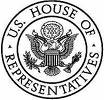 U.S. HOUSE OF
REPRESENTATIVES